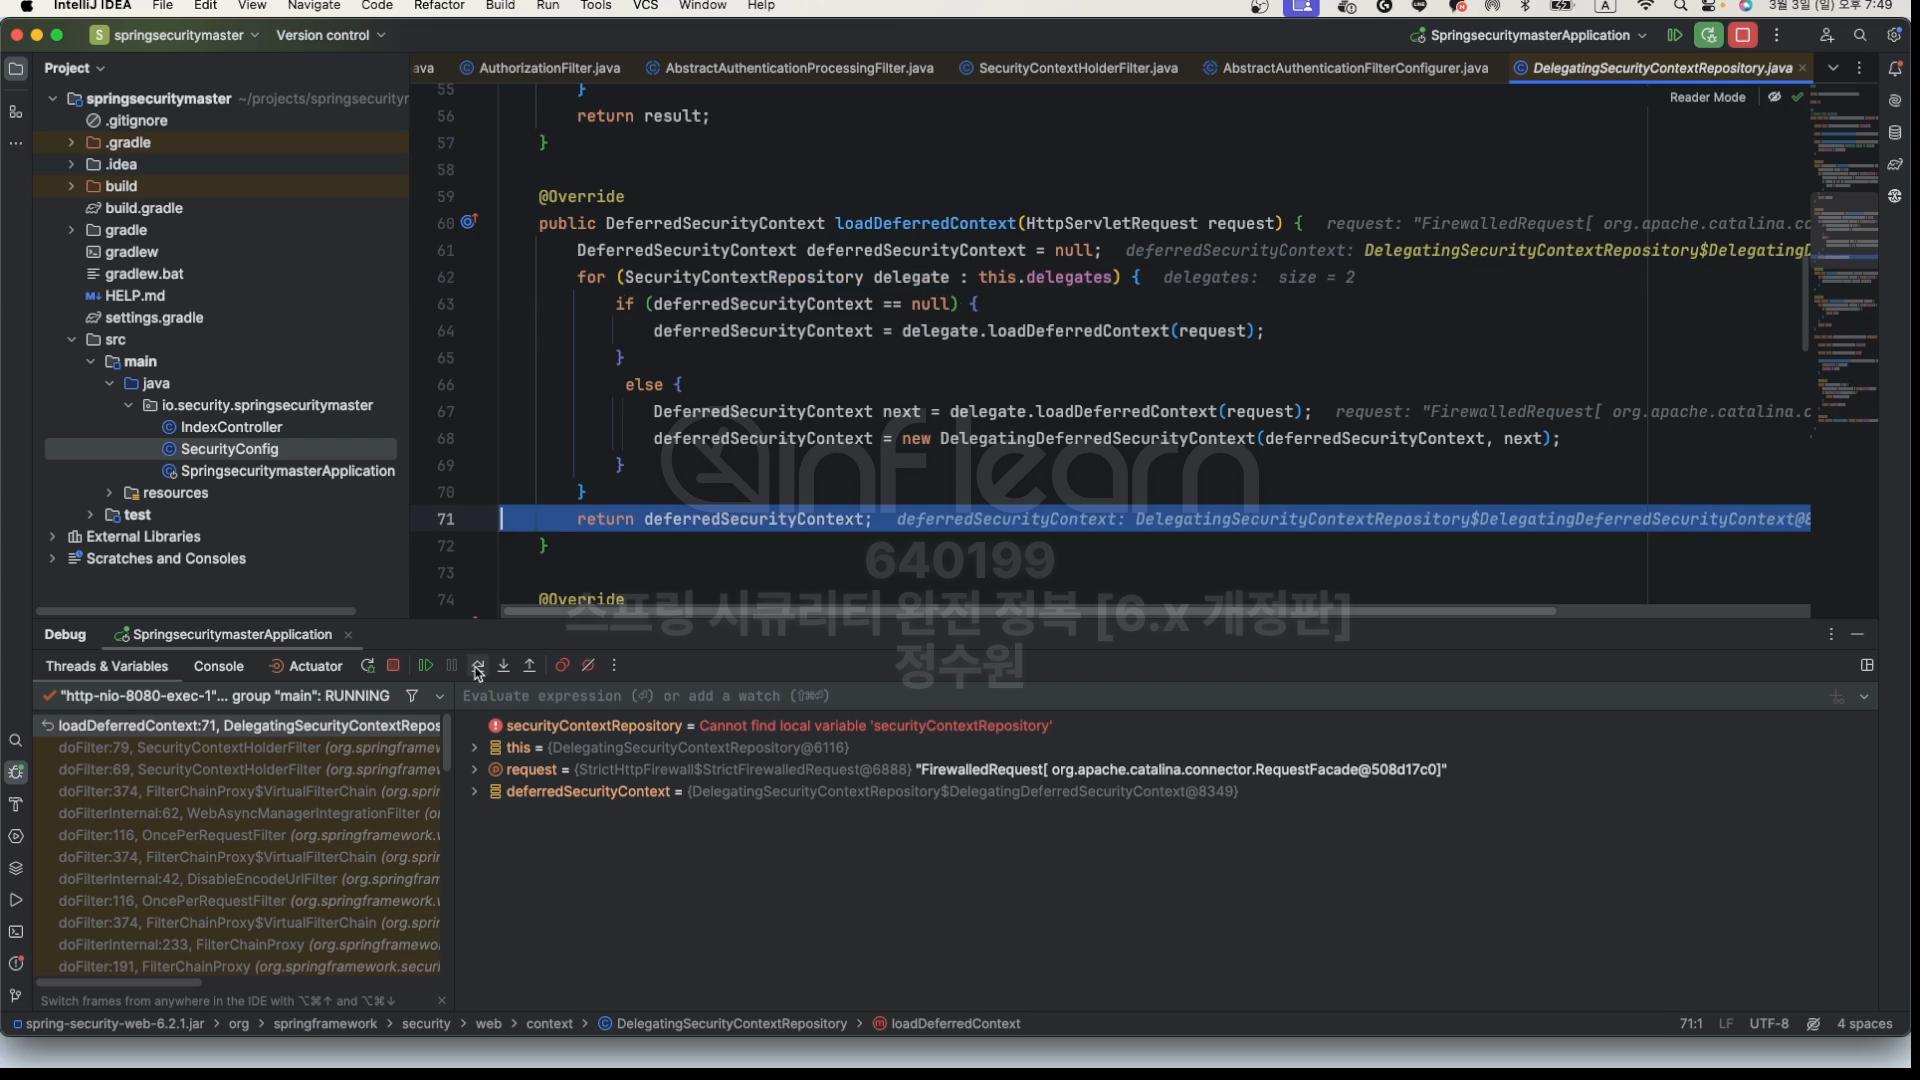 IntelliJ IDEA File Edit View Navigate Code Refactor Build Run Tools VCS Window Help 3월 3일 (일) 오후 7:49
S springsecuritymaster Version control SpringsecuritymasterApplication
Project
ava AuthorizationFilter.java AbstractAuthenticationProcessingFilter.java SecurityContextHolderFilter.java AbstractAuthenticationFilterConfigurer.java DelegatingSecurityContextRepository.java
Reader Mode
springsecuritymaster ~/projects/springsecurityr
.gitignore
.gradle
.idea
build
build.gradle
gradle
gradlew
gradlew.bat
HELP.md
settings.gradle
src
main
java
io.security.springsecuritymaster
IndexController
SecurityConfig
SpringsecuritymasterApplication
resources
test
External Libraries
Scratches and Consoles
55 }
56 return result;
57 }
58
59 @Override
60 public DeferredSecurityContext loadDeferredContext(HttpServletRequest request) { request: "FirewalledRequest[ org.apache.catalina.co
61 DeferredSecurityContext deferredSecurityContext = null; deferredSecurityContext: DelegatingSecurityContextRepository$DelegatingD
62 for (SecurityContextRepository delegate : this.delegates) { delegates: size = 2
63 if (deferredSecurityContext == null) {
64 deferredSecurityContext = delegate.loadDeferredContext(request);
65 }
66 else {
67 DeferredSecurityContext next = delegate.loadDeferredContext(request); request: "FirewalledRequest[ org.apache.catalina.c
68 deferredSecurityContext = new DelegatingDeferredSecurityContext(deferredSecurityContext, next);
69 }
70 }
71 return deferredSecurityContext; deferredSecurityContext: DelegatingSecurityContextRepository$DelegatingDeferredSecurityContext@8
72 }
73
74 @Override
inflearn
640199
스프링 시큐리티 완전 정복 [6.x 개정판]
정수원
Debug SpringsecuritymasterApplication
Threads & Variables Console Actuator
"http-nio-8080-exec-1"... group "main": RUNNING
Evaluate expression (⏎) or add a watch (⇧⌘⏎)
loadDeferredContext:71, DelegatingSecurityContextRepos
doFilter:79, SecurityContextHolderFilter (org.springframew
doFilter:69, SecurityContextHolderFilter (org.springframew
doFilter:374, FilterChainProxy$VirtualFilterChain (org.sprir
doFilterInternal:62, WebAsyncManagerIntegrationFilter (or
doFilter:116, OncePerRequestFilter (org.springframework.v
doFilter:374, FilterChainProxy$VirtualFilterChain (org.sprir
doFilterInternal:42, DisableEncodeUrlFilter (org.springfram
doFilter:116, OncePerRequestFilter (org.springframework.v
doFilter:374, FilterChainProxy$VirtualFilterChain (org.sprir
doFilterInternal:233, FilterChainProxy (org.springframewo
doFilter:191, FilterChainProxy (org.springframework.securi
securityContextRepository = Cannot find local variable 'securityContextRepository'
this = {DelegatingSecurityContextRepository@6116}
request = {StrictHttpFirewall$StrictFirewalledRequest@6888} "FirewalledRequest[ org.apache.catalina.connector.RequestFacade@508d17c0]"
deferredSecurityContext = {DelegatingSecurityContextRepository$DelegatingDeferredSecurityContext@8349}
Switch frames from anywhere in the IDE with ⌥⌘↑ and ⌥⌘↓
spring-security-web-6.2.1.jar > org > springframework > security > web > context > DelegatingSecurityContextRepository > loadDeferredContext 71:1 LF UTF-8 4 spaces